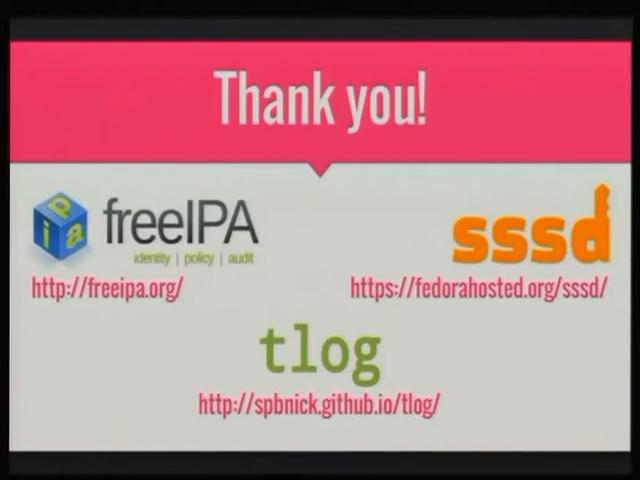 Thank you!
ipa
freeIPA
identity | policy | audit
http://freeipa.org/
sssd
https://fedorahosted.org/sssd/
tlog
http://spbnick.github.io/tlog/